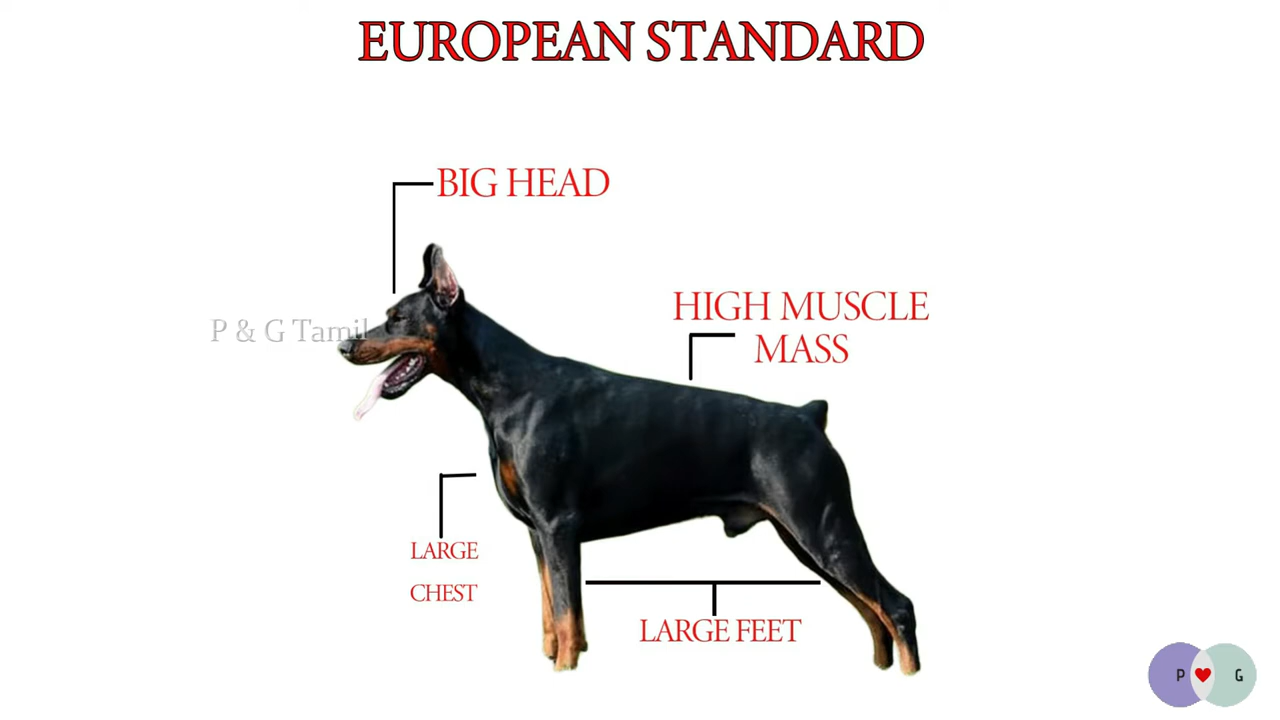 EUROPEAN STANDARD
BIG HEAD
HIGH MUSCLE
MASS
P & G Tamil
LARGE
CHEST
LARGE FEET
P G